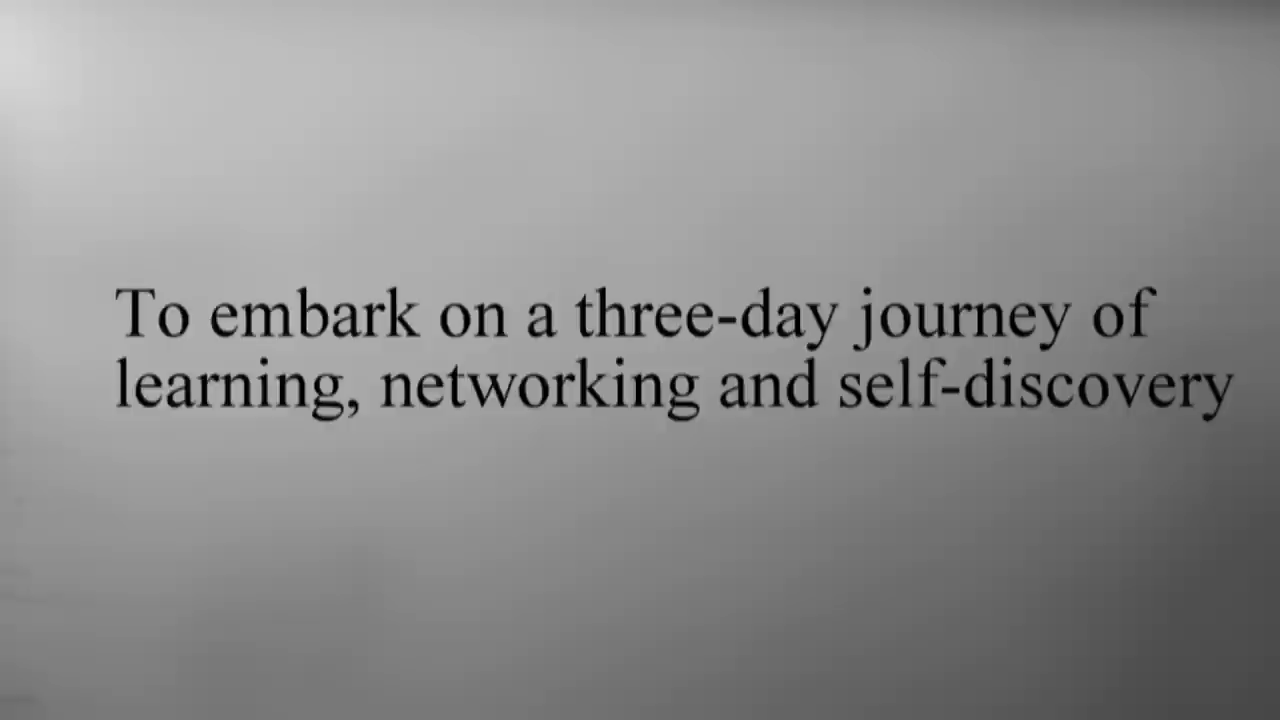 To embark on a three-day journey of
learning, networking and self-discovery